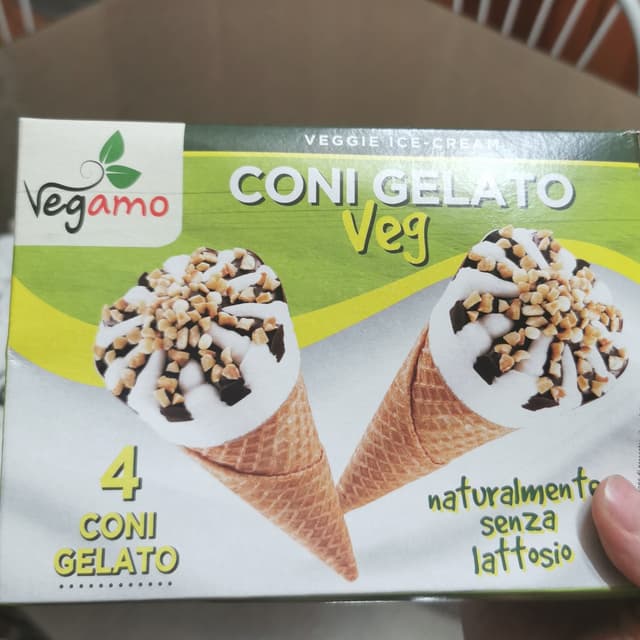 VEGGIE ICE-CREAM
Vegamo
CONI GELATO
Veg
4
CONI
GELATO
naturalmente
senza
lattosio